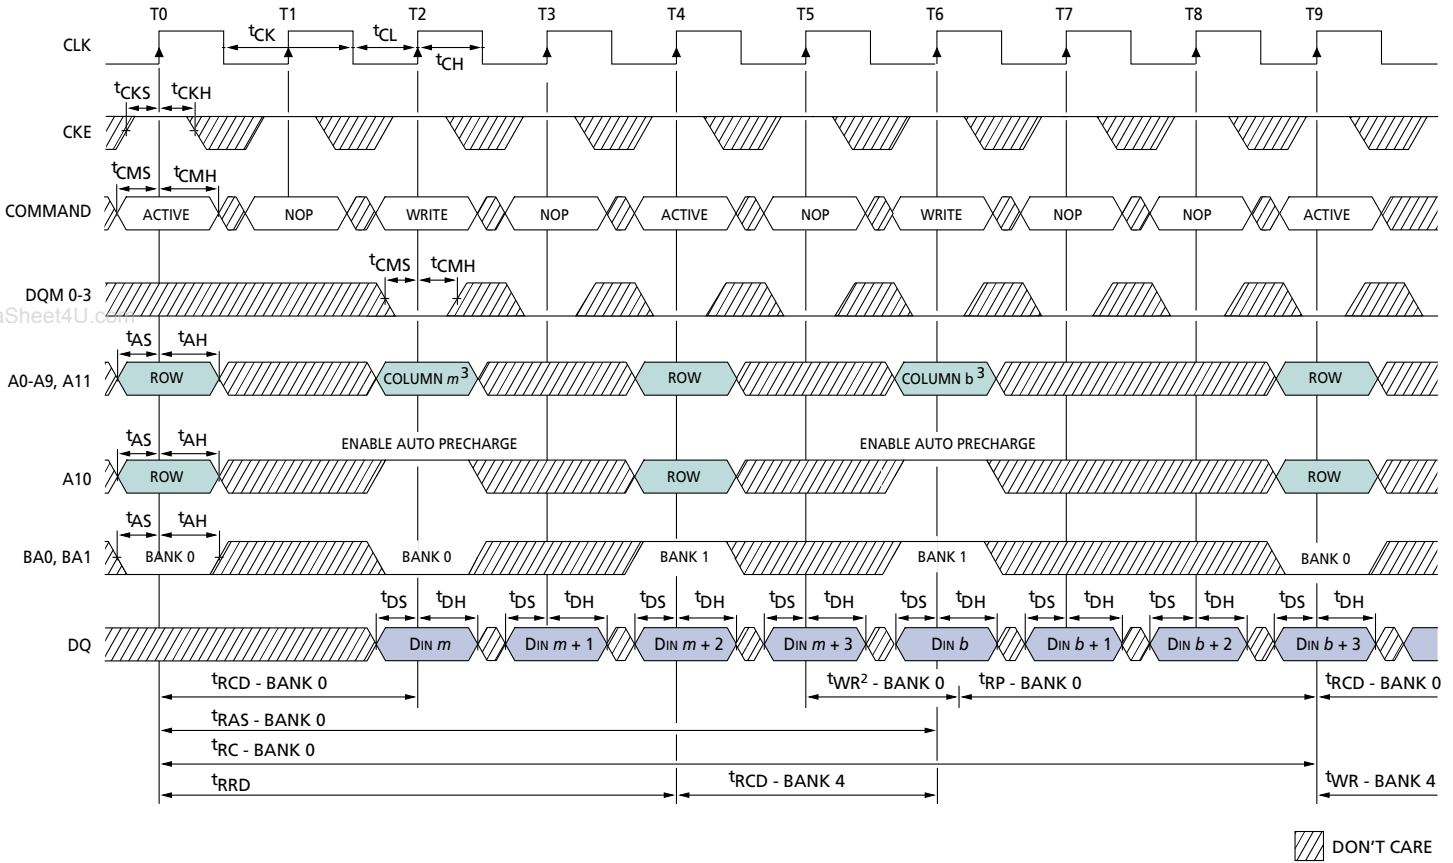 T0 T1 T2 T3 T4 T5 T6 T7 T8 T9
CLK tCK tCL tCH
tCKS tCKH
CKE
tCMS tCMH
COMMAND ACTIVE NOP WRITE NOP ACTIVE NOP WRITE NOP NOP ACTIVE
tCMS tCMH
DQM 0-3
aSheet4U.com
tAS tAH
A0-A9, A11 ROW COLUMN m3 ROW COLUMN b 3 ROW
tAS tAH ENABLE AUTO PRECHARGE ENABLE AUTO PRECHARGE
A10 ROW ROW ROW
tAS tAH
BA0, BA1 BANK 0 BANK 0 BANK 1 BANK 1 BANK 0
tDS tDH tDS tDH tDS tDH tDS tDH tDS tDH tDS tDH tDS tDH tDS tDH
DQ DIN m DIN m + 1 DIN m + 2 DIN m + 3 DIN b DIN b + 1 DIN b + 2 DIN b + 3
tRCD - BANK 0 tWR2 - BANK 0 tRP - BANK 0 tRCD - BANK 0
tRAS - BANK 0
tRC - BANK 0
tRRD tRCD - BANK 4 tWR - BANK 4
DON'T CARE